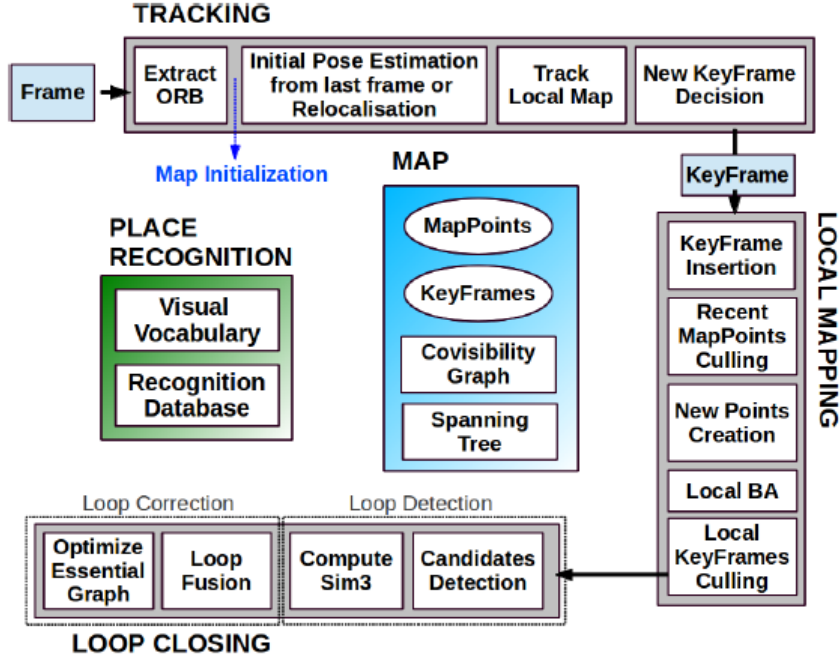 TRACKING
Frame
Extract
ORB
Initial Pose Estimation
from last frame or
Relocalisation
Track
Local Map
New KeyFrame
Decision
Map Initialization
KeyFrame
MAP
MapPoints
KeyFrames
Covisibility
Graph
Spanning
Tree
PLACE
RECOGNITION
Visual
Vocabulary
Recognition
Database
LOCAL MAPPING
KeyFrame
Insertion
Recent
MapPoints
Culling
New Points
Creation
Local BA
Local
KeyFrames
Culling
Loop Correction
Loop Detection
Optimize
Essential
Graph
Loop
Fusion
Compute
Sim3
Candidates
Detection
LOOP CLOSING